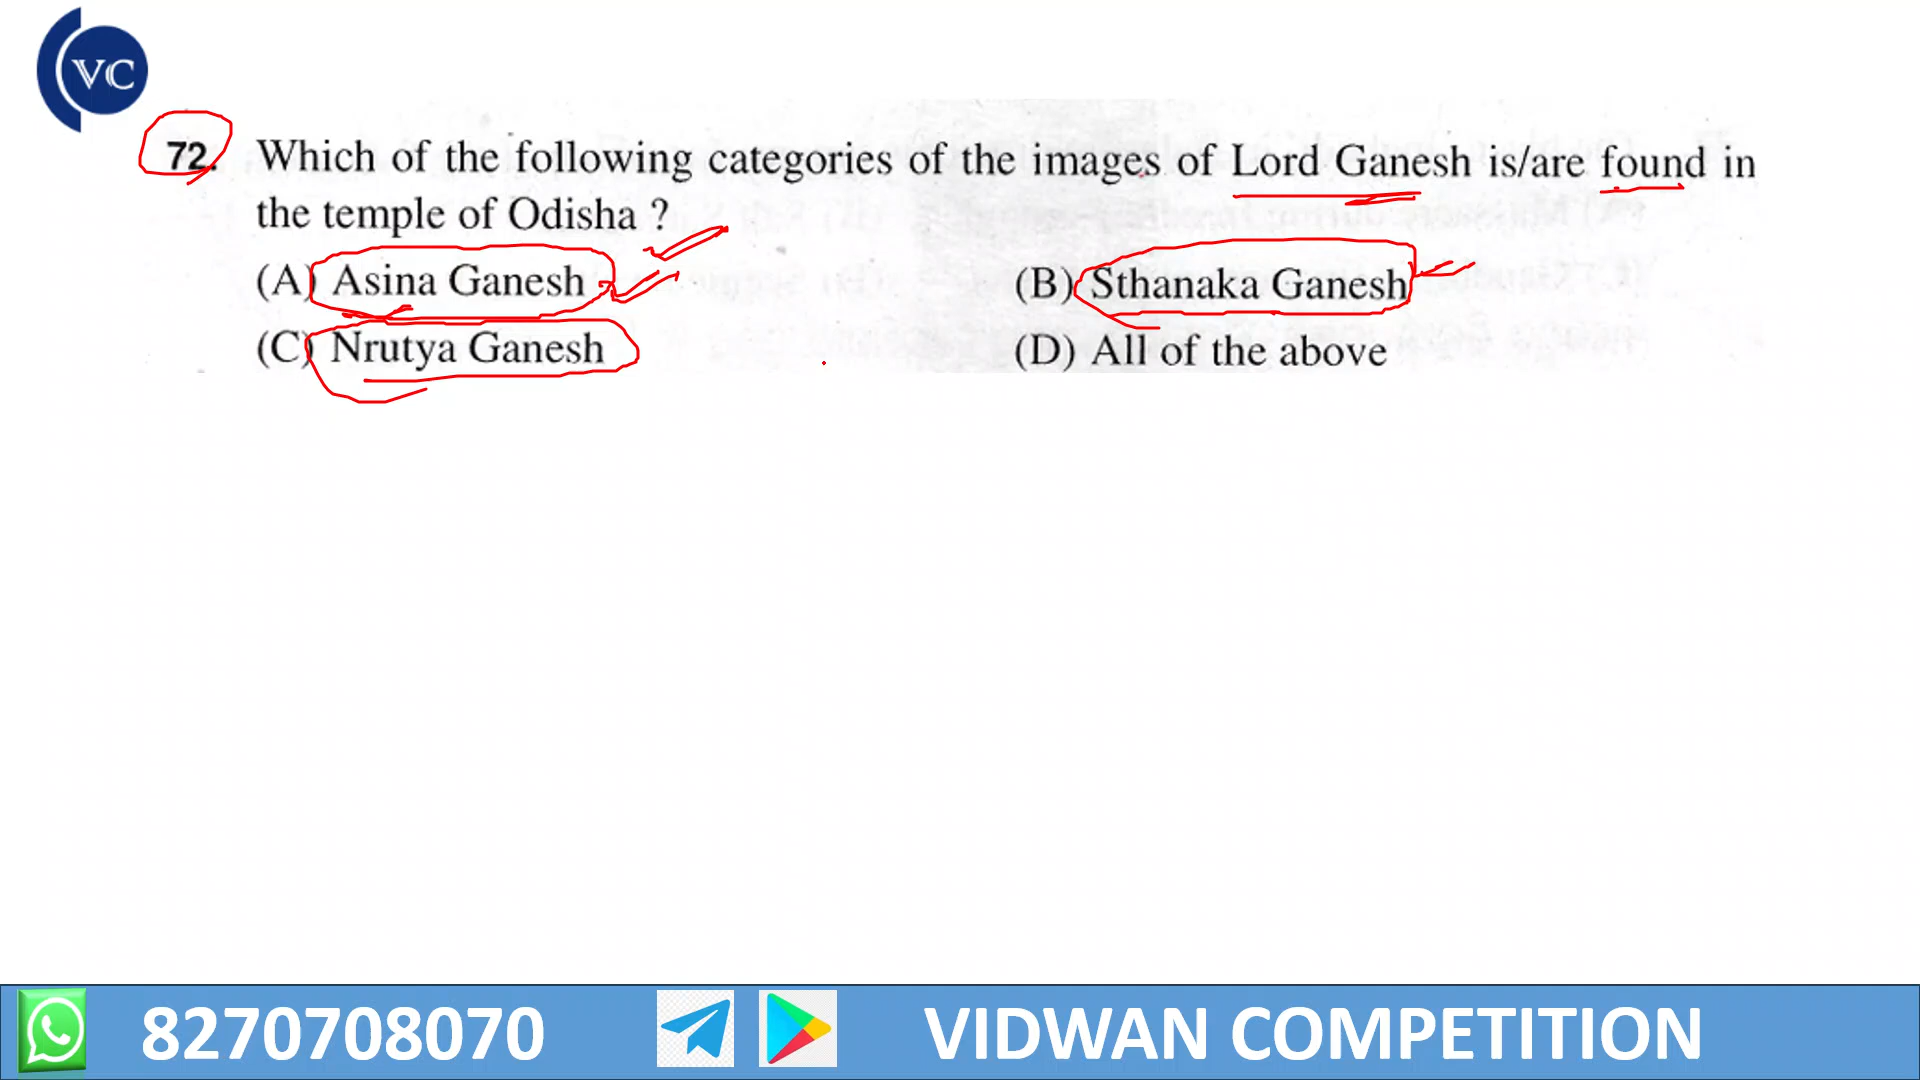 VC
72. Which of the following categories of the images of Lord Ganesh is/are found in
the temple of Odisha ?
(A) Asina Ganesh (B) Sthanaka Ganesh
(C) Nrutya Ganesh (D) All of the above
8270708070 VIDWAN COMPETITION